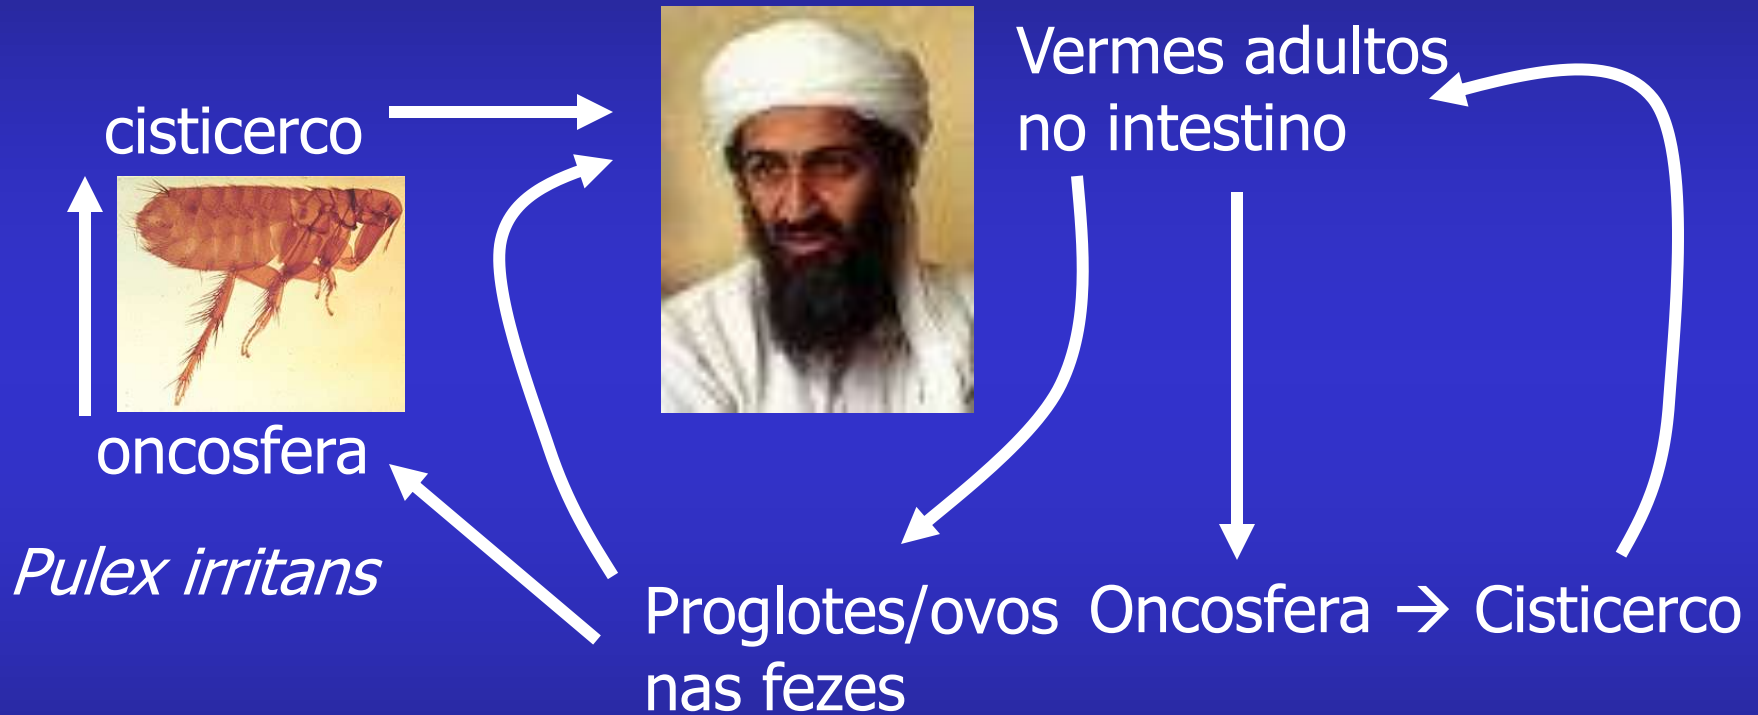 cisticerco
oncosfera
Pulex irritans
Vermes adultos
no intestino
Proglotes/ovos
nas fezes
Oncosfera → Cisticerco